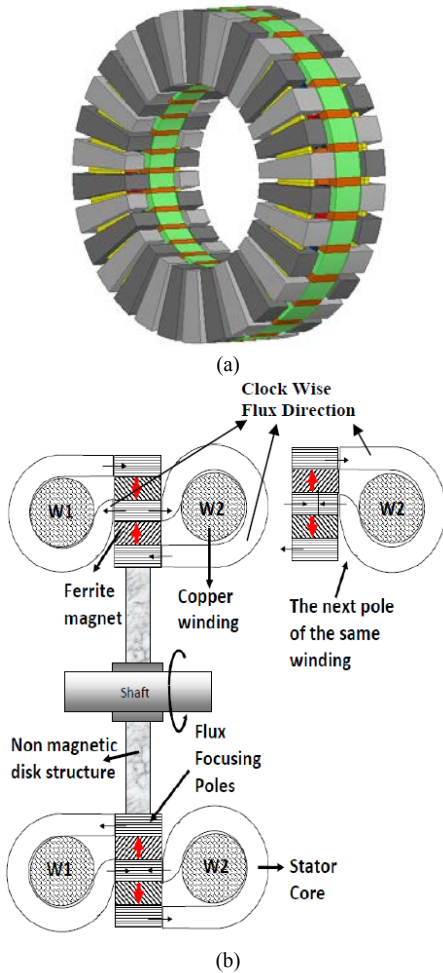 (a)
Clock Wise
Flux Direction
W1
W2
W2
Ferrite
magnet
Copper
winding
The next pole
of the same
winding
Shaft
Non magnetic
disk structure
Flux
Focusing
Poles
W1
W2
Stator
Core
(b)